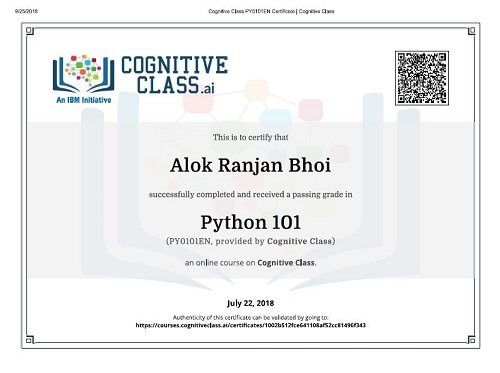 9/25/2018 Cognitive Class PY0101EN Certificate | Cognitive Class
COGNITIVE
CLASS.ai
An IBM Initiative
This is to certify that
Alok Ranjan Bhoi
successfully completed and received a passing grade in
Python 101
(PY0101EN, provided by Cognitive Class)
an online course on Cognitive Class.
July 22, 2018
Authenticity of this certificate can be validated by going to:
https://courses.cognitiveclass.ai/certificates/1002b512fce641108af52cc81496f343